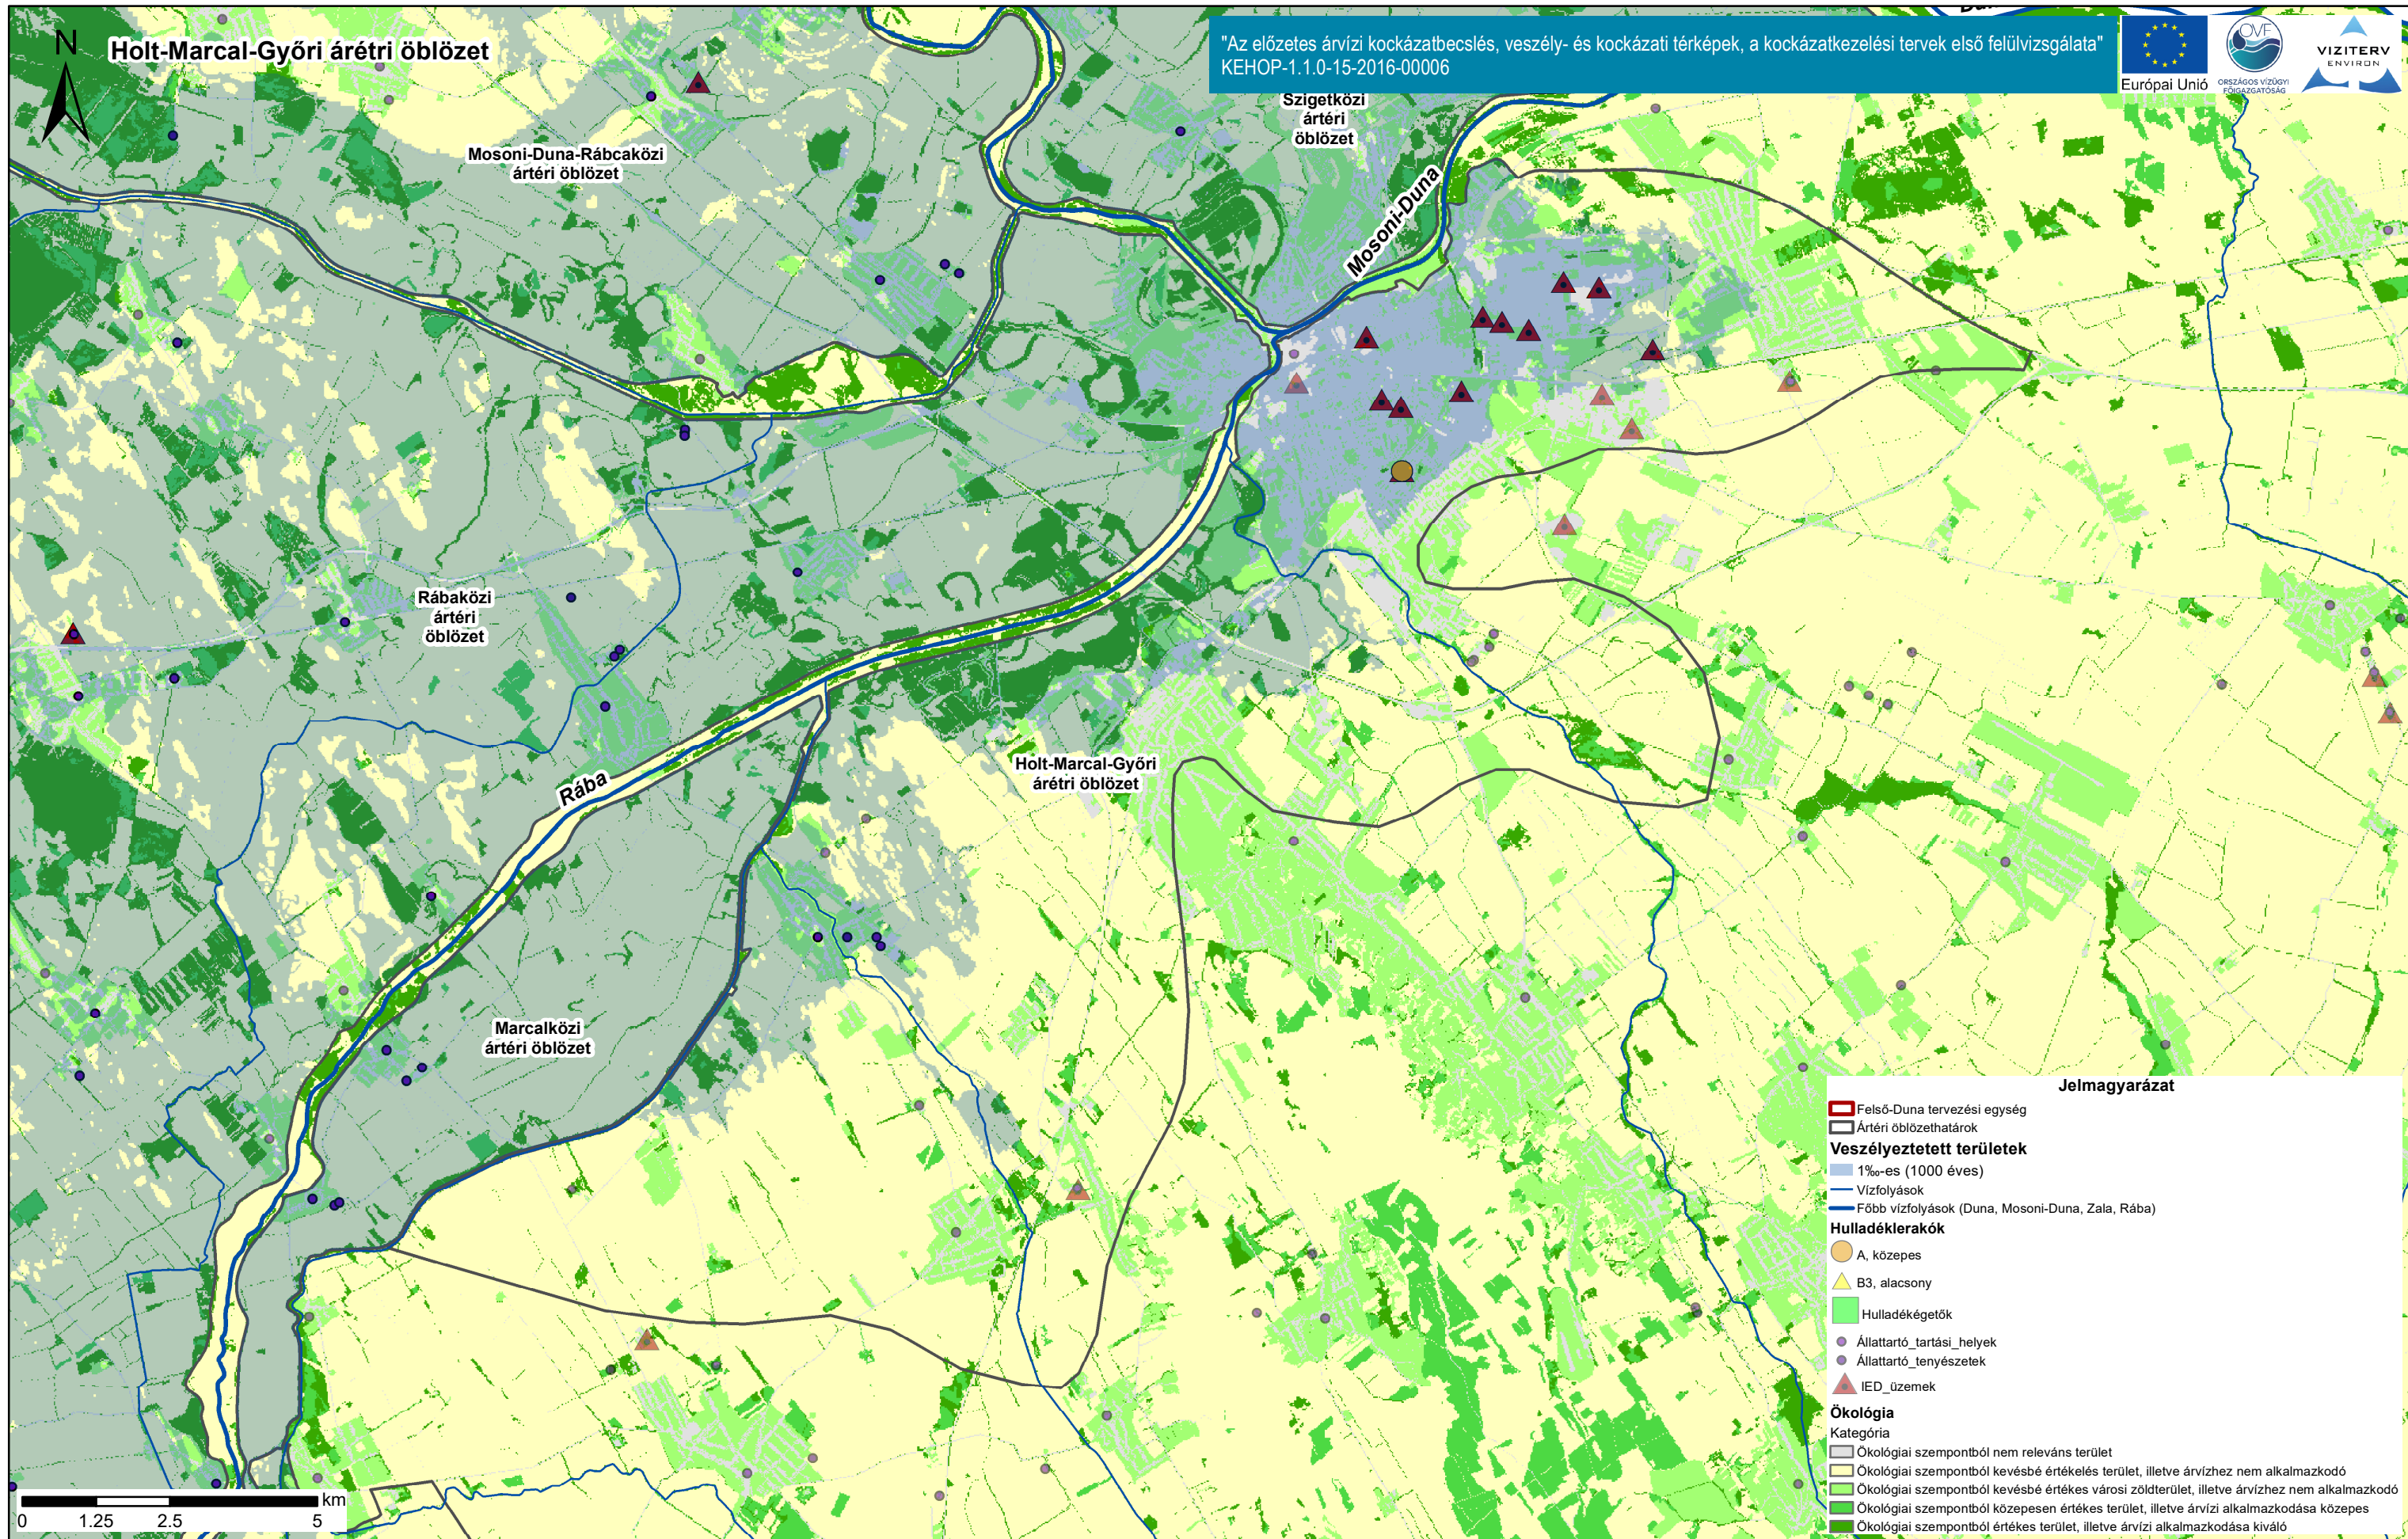 Du
N
Holt-Marcal-Győri árétri öblözet
"Az előzetes árvízi kockázatbecslés, veszély- és kockázati térképek, a kockázatkezelési tervek első felülvizsgálata"
KEHOP-1.1.0-15-2016-00006
Európai Unió
OVF
ORSZÁGOS VÍZÜGYI
FŐIGAZGATÓSÁG
VIZITERV
ENVIRON
Szigetközi
ártéri
öblözet
Mosoni-Duna-Rábcaközi
ártéri öblözet
Mosoni-Duna
Rábaközi
ártéri
öblözet
Holt-Marcal-Győri
árétri öblözet
Rába
Marcalközi
ártéri öblözet
Jelmagyarázat
Felső-Duna tervezési egység
Ártéri öblözethatárok
Veszélyeztetett területek
1‰-es (1000 éves)
Vízfolyások
Főbb vízfolyások (Duna, Mosoni-Duna, Zala, Rába)
Hulladéklerakók
A, közepes
B3, alacsony
Hulladékégetők
Állattartó_tartási_helyek
Állattartó_tenyészetek
IED_üzemek
Ökológia
Kategória
Ökológiai szempontból nem releváns terület
Ökológiai szempontból kevésbé értékelés terület, illetve árvízhez nem alkalmazkodó
Ökológiai szempontból kevésbé értékes városi zöldterület, illetve árvízhez nem alkalmazkodó
Ökológiai szempontból közepesen értékes terület, illetve árvízi alkalmazkodása közepes
Ökológiai szempontból értékes terület, illetve árvízi alkalmazkodása kiváló
km
0 1.25 2.5 5